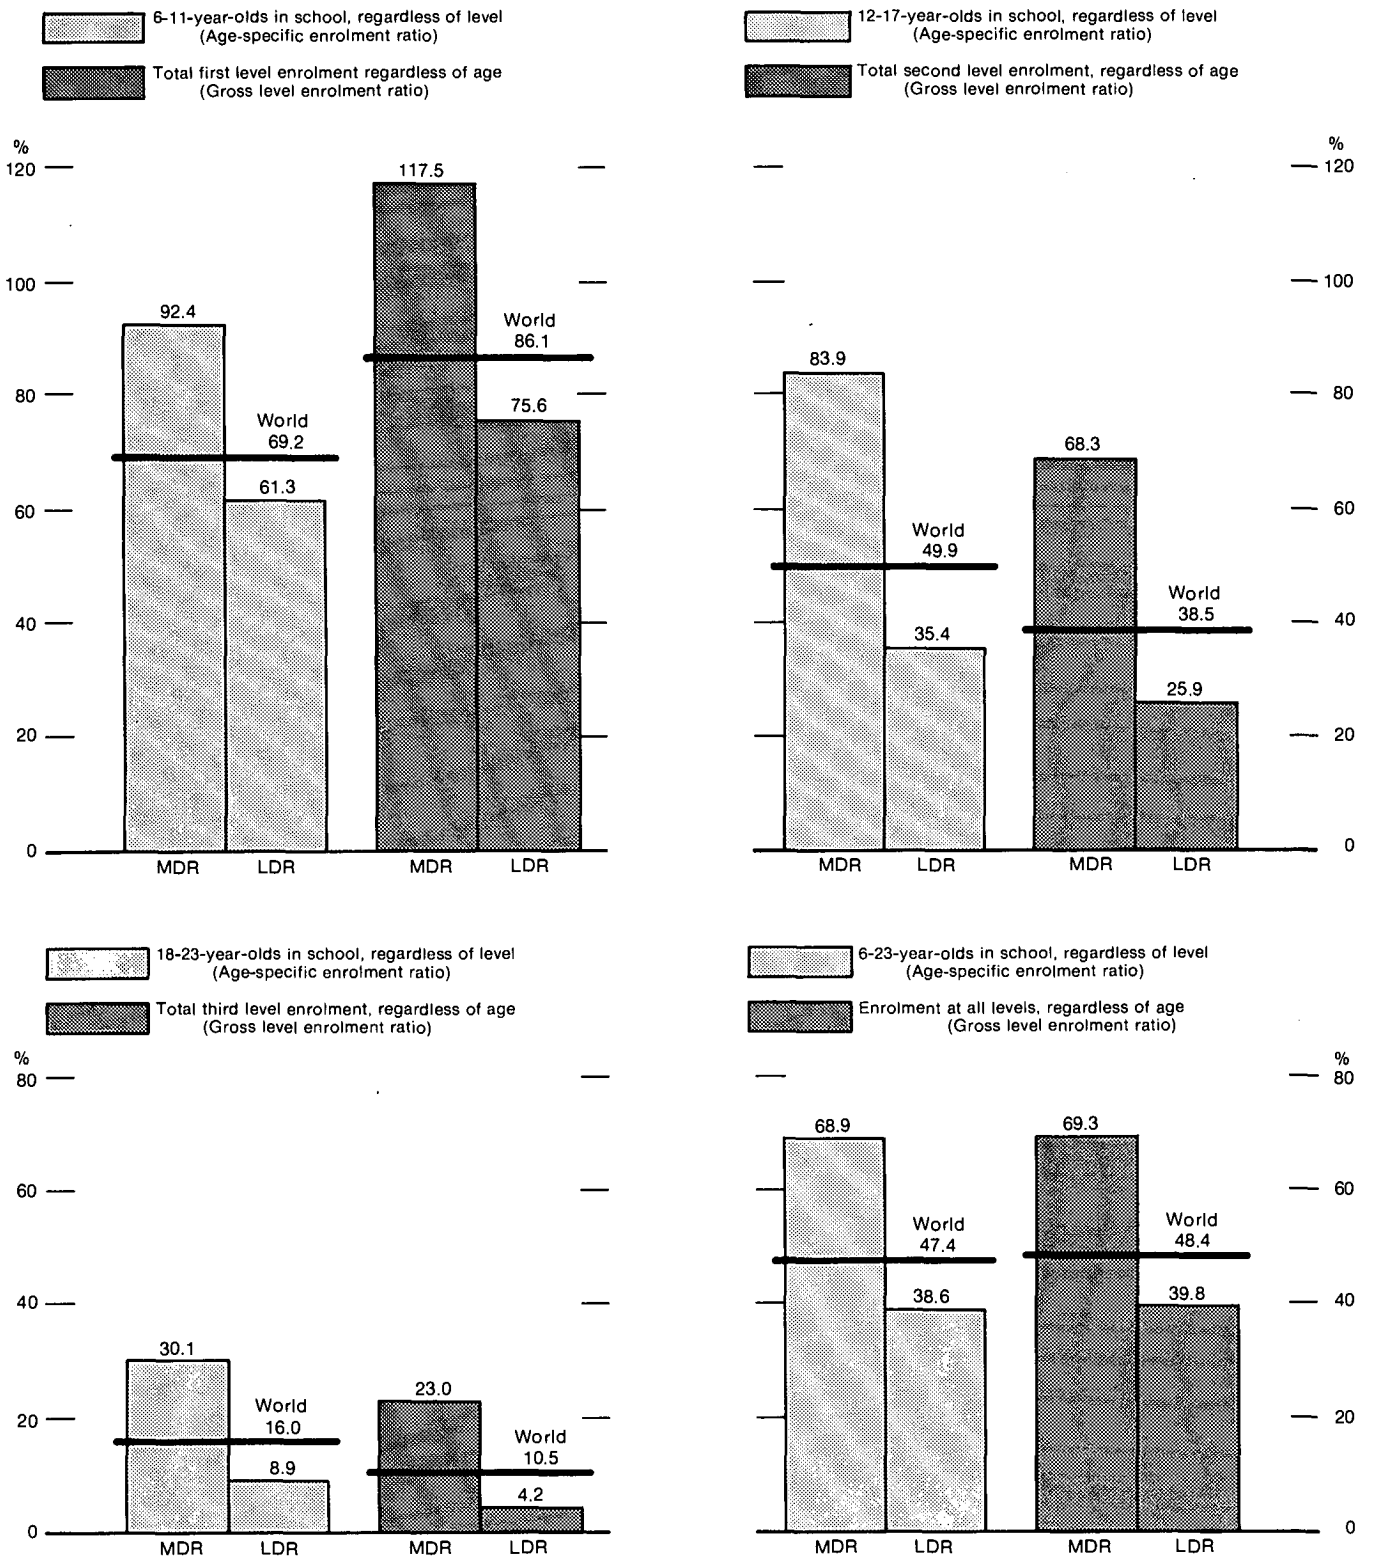 6-11-year-olds in school, regardless of level
(Age-specific enrolment ratio)
Total first level enrolment regardless of age
(Gross level enrolment ratio)
%
120
100
80
60
40
20
0
92.4
World
69.2
61.3
117.5
World
86.1
75.6
MDR LDR MDR LDR
12-17-year-olds in school, regardless of level
(Age-specific enrolment ratio)
Total second level enrolment, regardless of age
(Gross level enrolment ratio)
%
120
100
80
60
40
20
0
83.9
World
49.9
35.4
68.3
World
38.5
25.9
MDR LDR MDR LDR
18-23-year-olds in school, regardless of level
(Age-specific enrolment ratio)
Total third level enrolment, regardless of age
(Gross level enrolment ratio)
%
80
60
40
20
0
30.1
World
16.0
8.9
23.0
World
10.5
4.2
MDR LDR MDR LDR
6-23-year-olds in school, regardless of level
(Age-specific enrolment ratio)
Enrolment at all levels, regardless of age
(Gross level enrolment ratio)
%
80
60
40
20
0
68.9
World
47.4
38.6
69.3
World
48.4
39.8
MDR LDR MDR LDR